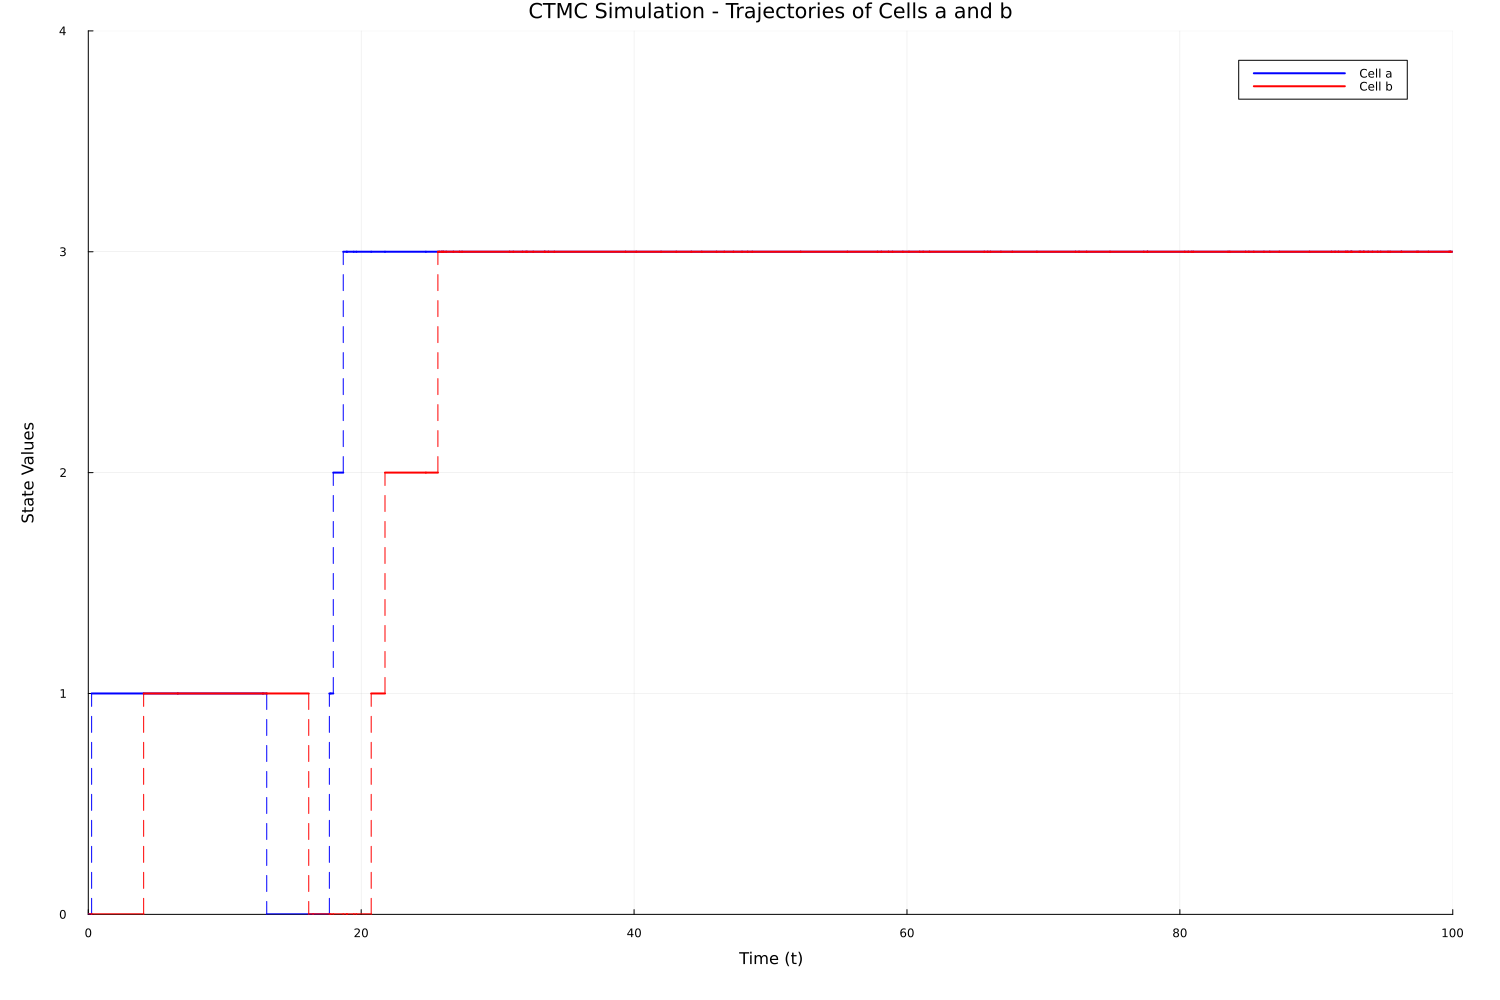 CTMC Simulation - Trajectories of Cells a and b
4
Cell a
Cell b
3
State Values
2
1
0
0 20 40 60 80 100
Time (t)